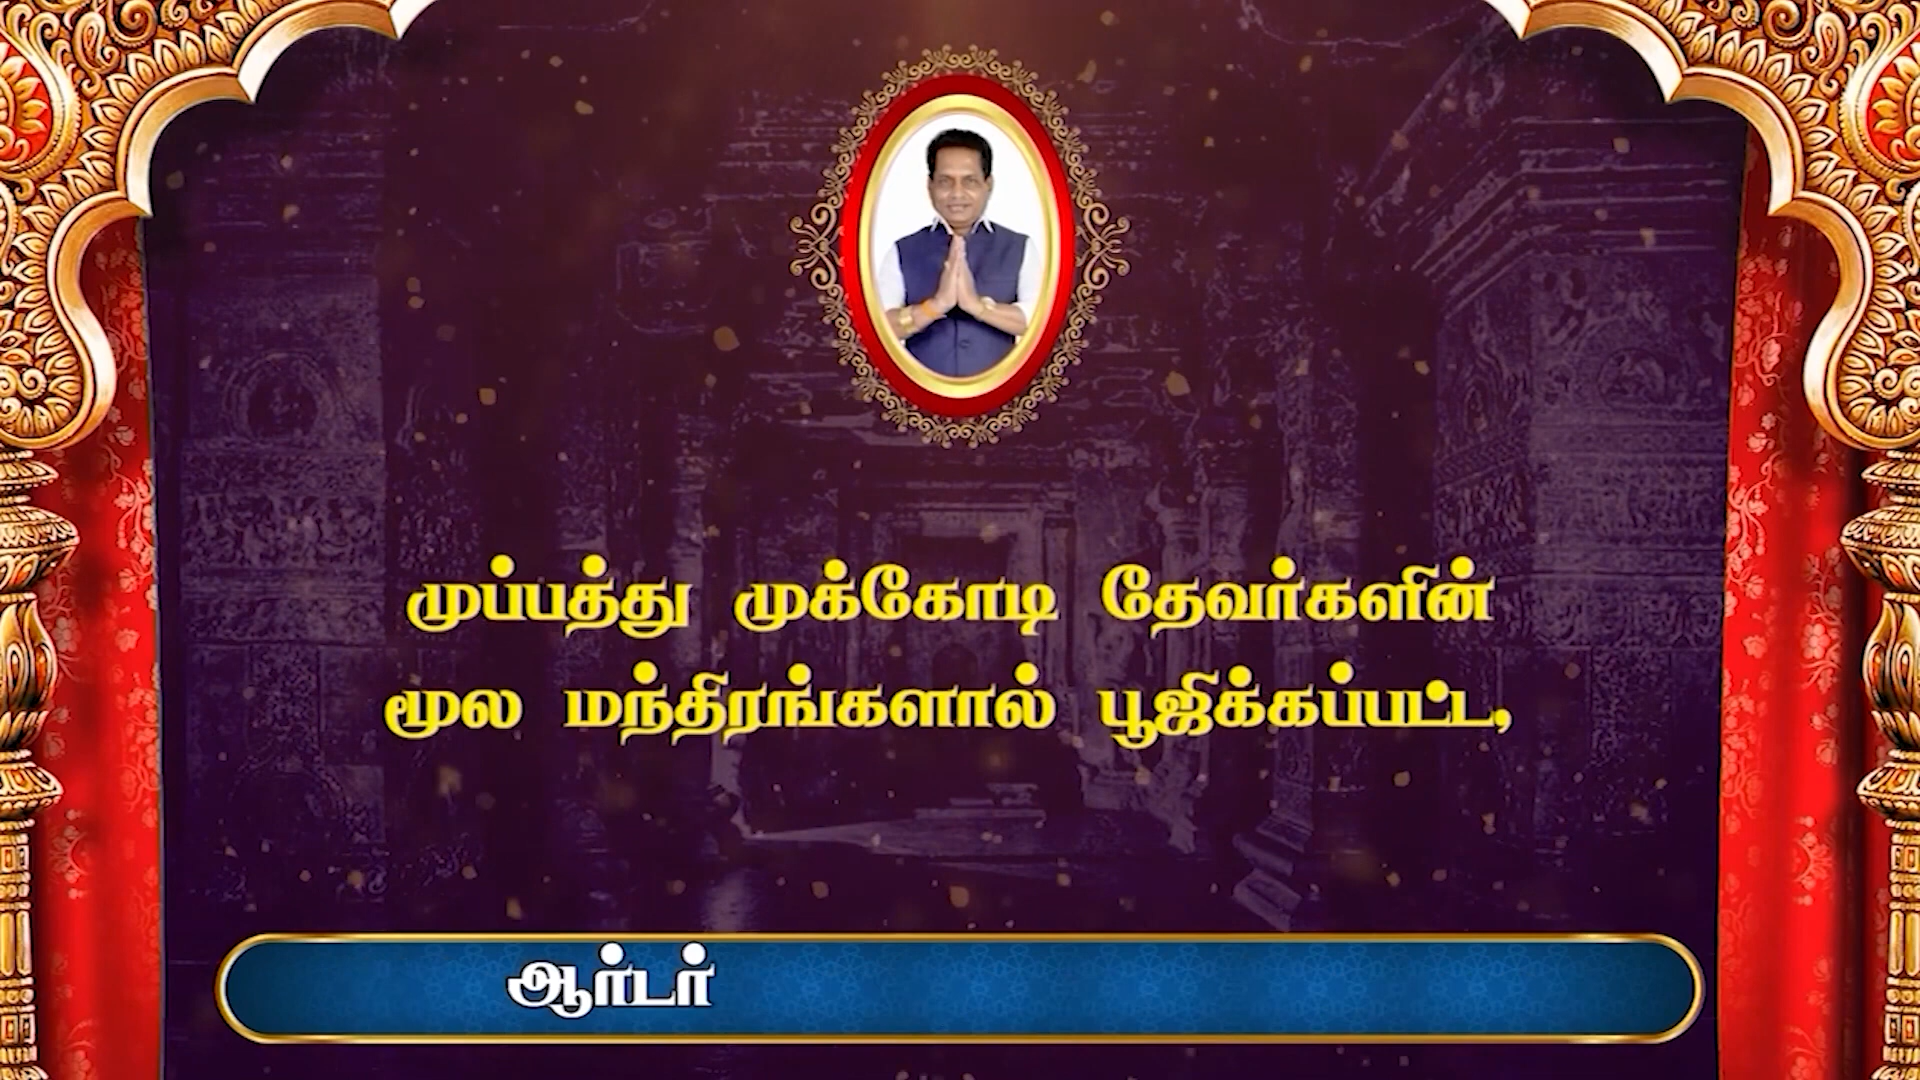 முப்பத்து முக்கோடி தேவர்களின்
மூல மந்திரங்களால் பூஜிக்கப்பட்ட,
ஆர்டர்